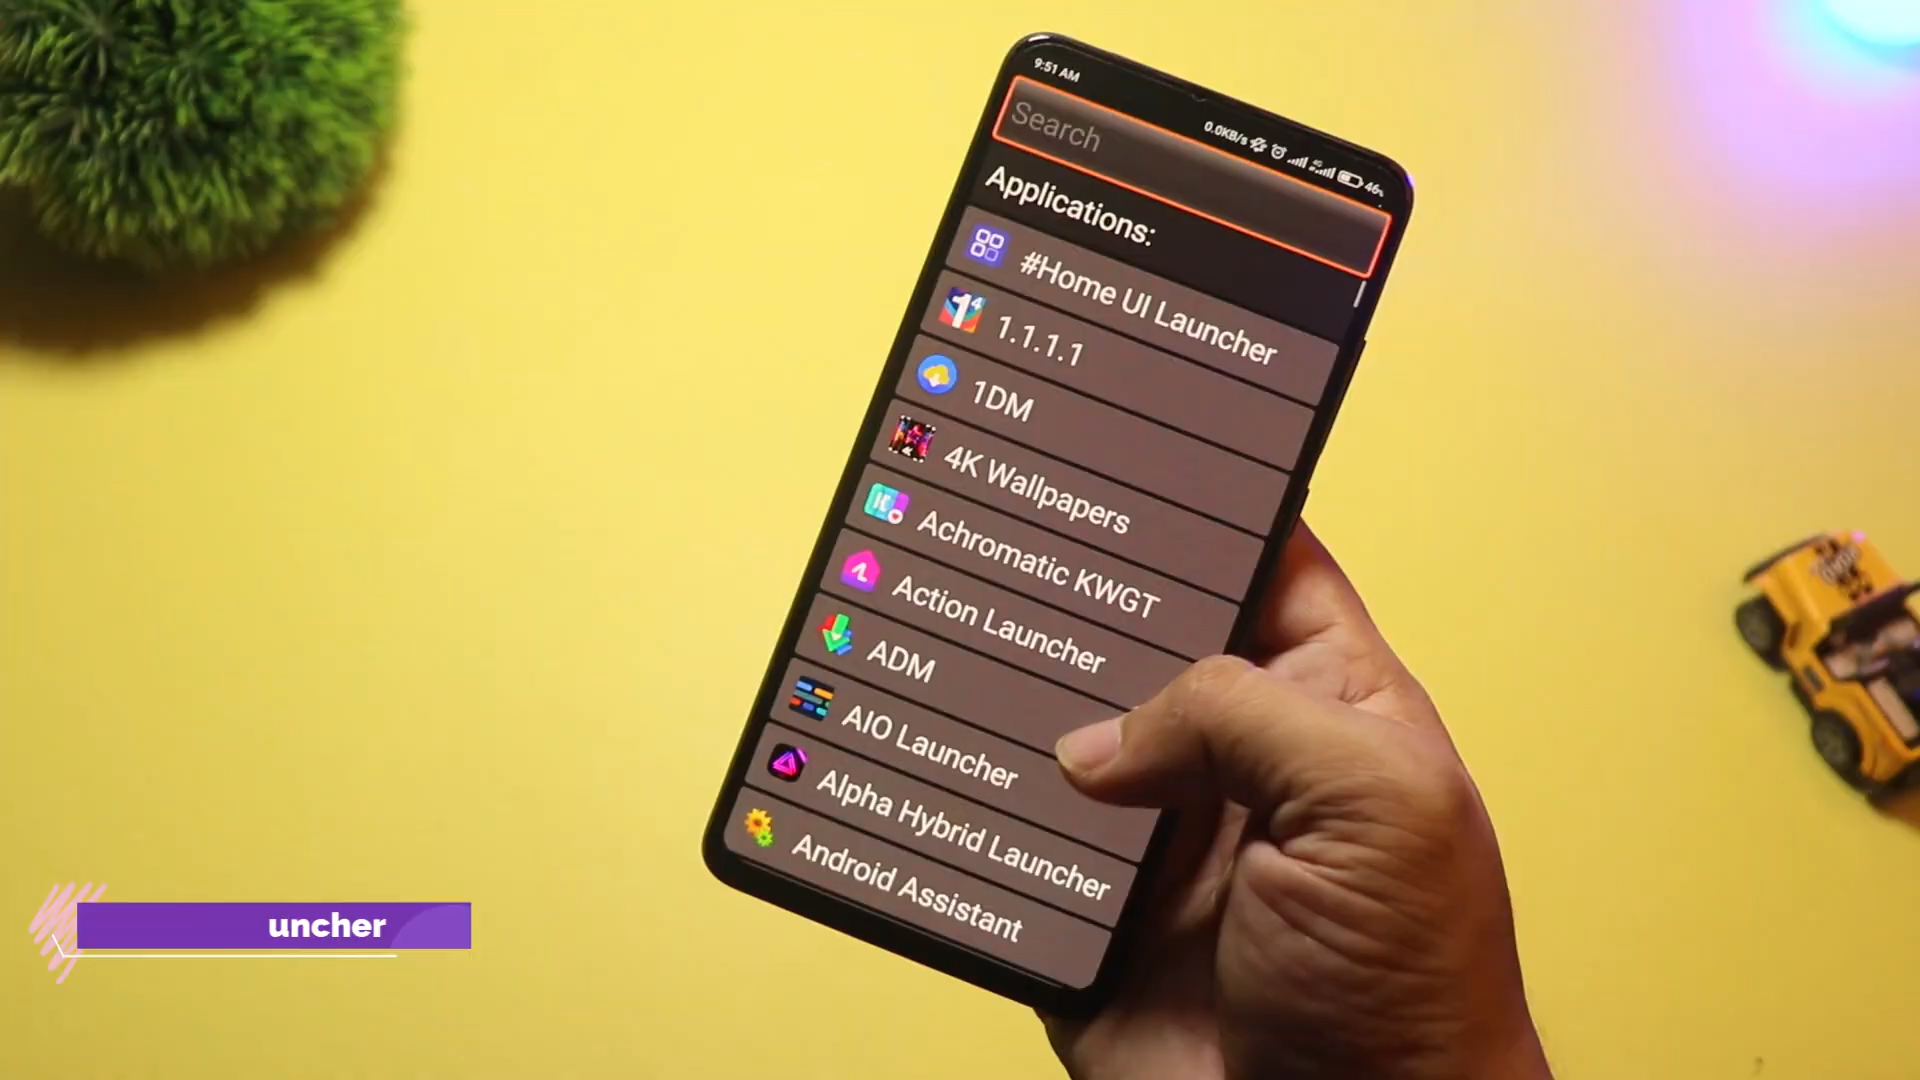 9:51 AM
0.0KB/s
4G
46%
Search
Applications:
#Home UI Launcher
1.1.1.1
1DM
4K Wallpapers
Achromatic KWGT
Action Launcher
ADM
AIO Launcher
Alpha Hybrid Launcher
Android Assistant
uncher